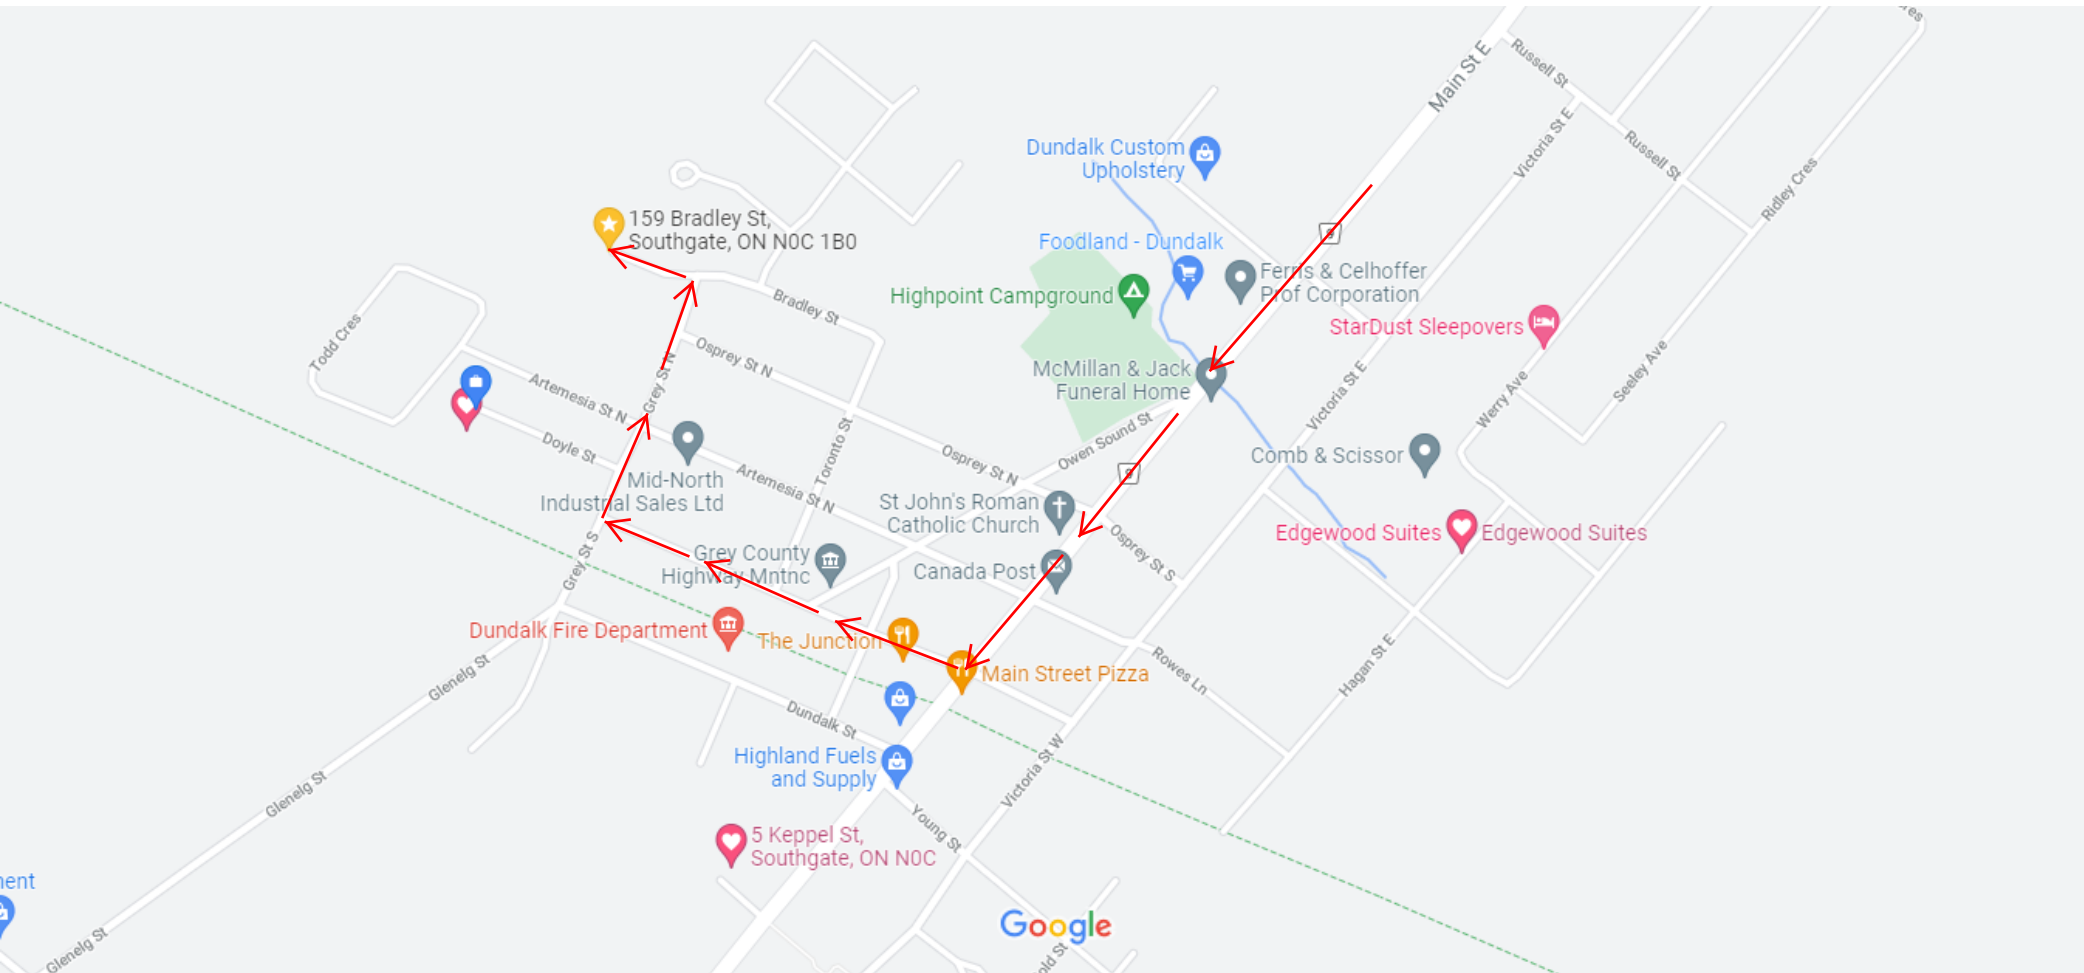 Main St E
Russell St
Victoria St E
Russell St
Ridley Cres
Dundalk Custom
Upholstery
9
159 Bradley St,
Southgate, ON N0C 1B0
Foodland - Dundalk
Ferris & Celhoffer
Prof Corporation
Highpoint Campground
Bradley St
StarDust Sleepovers
Todd Cres
Osprey St N
McMillan & Jack
Funeral Home
Seeley Ave
Werry Ave
Victoria St E
Artemesia St N
Grey St N
Owen Sound St
Doyle St
Toronto St
Osprey St N
Comb & Scissor
Mid-North
Industrial Sales Ltd
Artemesia St N
9
St John's Roman
Catholic Church
Edgewood Suites
Edgewood Suites
Osprey St S
Grey St S
Grey County
Highway Mntnc
Canada Post
Dundalk Fire Department
The Junction
Main Street Pizza
Rowes Ln
Hagan St E
Glenelg St
Dundalk St
Highland Fuels
and Supply
Victoria St W
Glenelg St
Young St
5 Keppel St,
Southgate, ON N0C
Google
Glenelg St